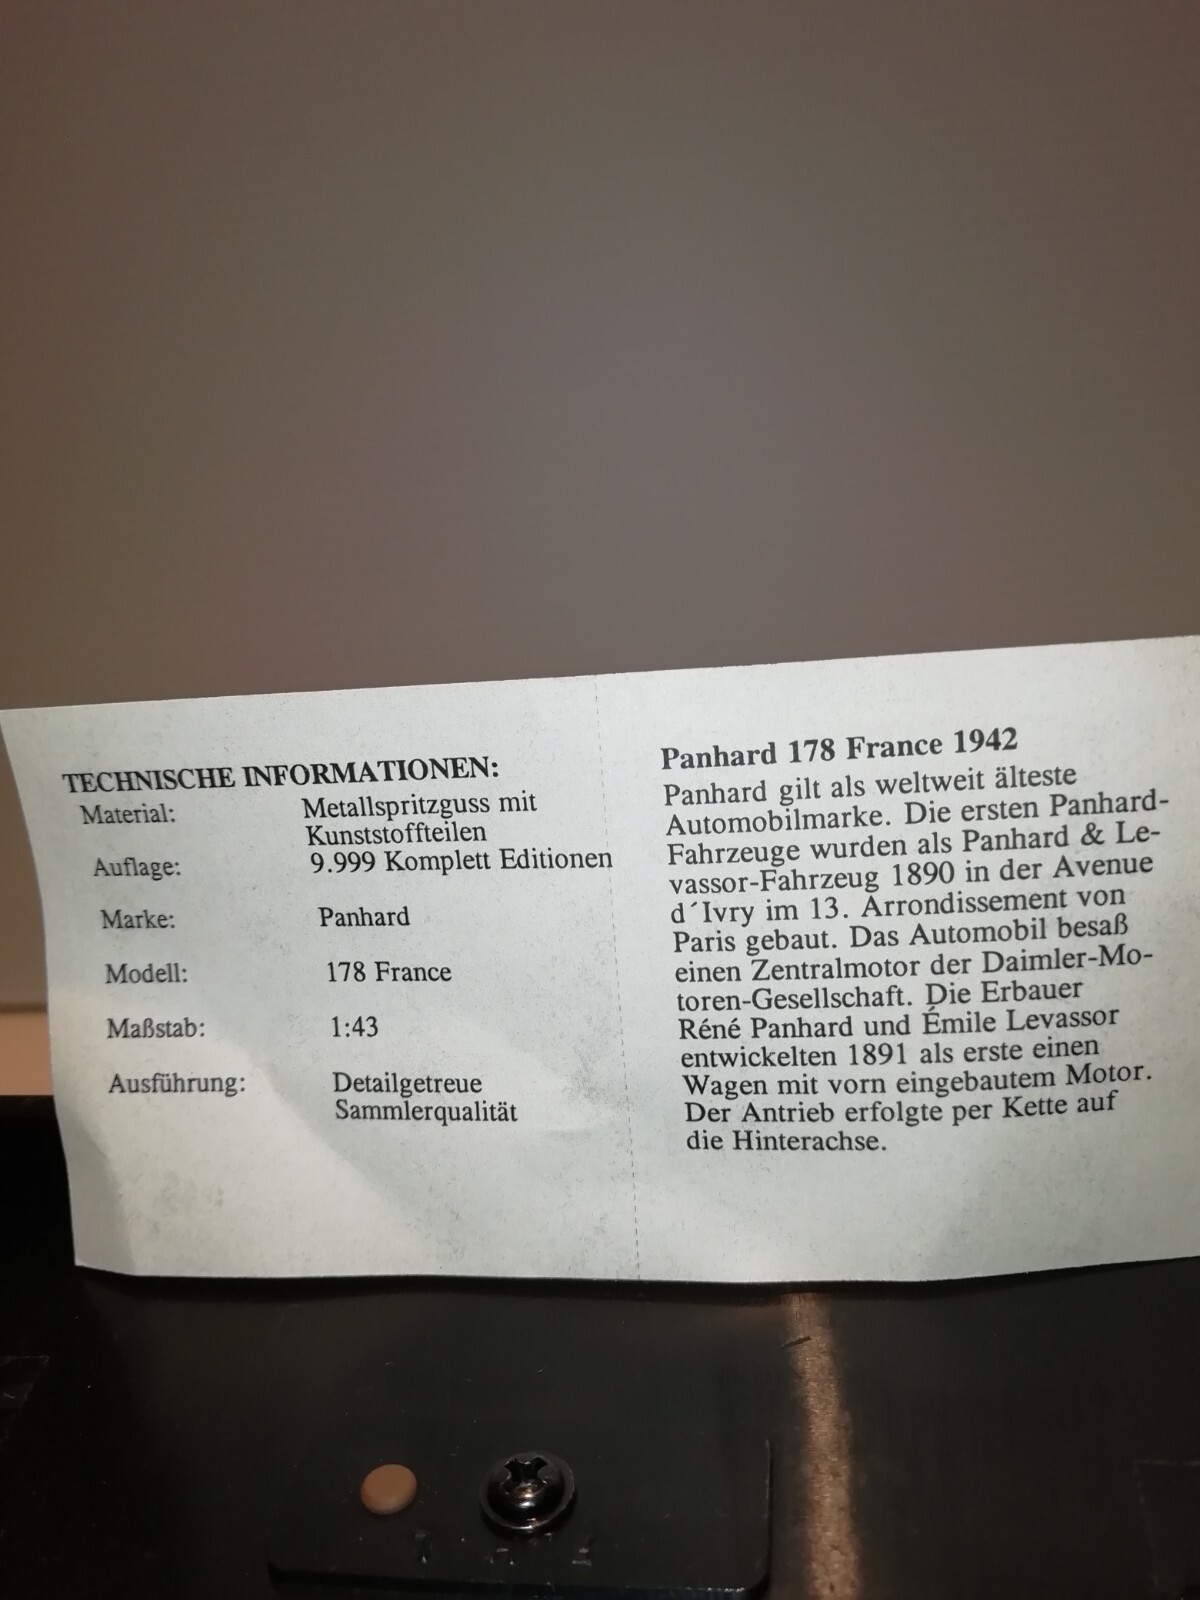 TECHNISCHE INFORMATIONEN:
Material: Metallspritzguss mit
Kunststoffteilen
Auflage: 9.999 Komplett Editionen
Marke: Panhard
Modell: 178 France
Maßstab: 1:43
Ausführung: Detailgetreue
Sammlerqualität
Panhard 178 France 1942
Panhard gilt als weltweit älteste
Automobilmarke. Die ersten Panhard-
Fahrzeuge wurden als Panhard & Le-
vassor-Fahrzeug 1890 in der Avenue
d´Ivry im 13. Arrondissement von
Paris gebaut. Das Automobil besaß
einen Zentralmotor der Daimler-Mo-
toren-Gesellschaft. Die Erbauer
Réné Panhard und Émile Levassor
entwickelten 1891 als erste einen
Wagen mit vorn eingebautem Motor.
Der Antrieb erfolgte per Kette auf
die Hinterachse.